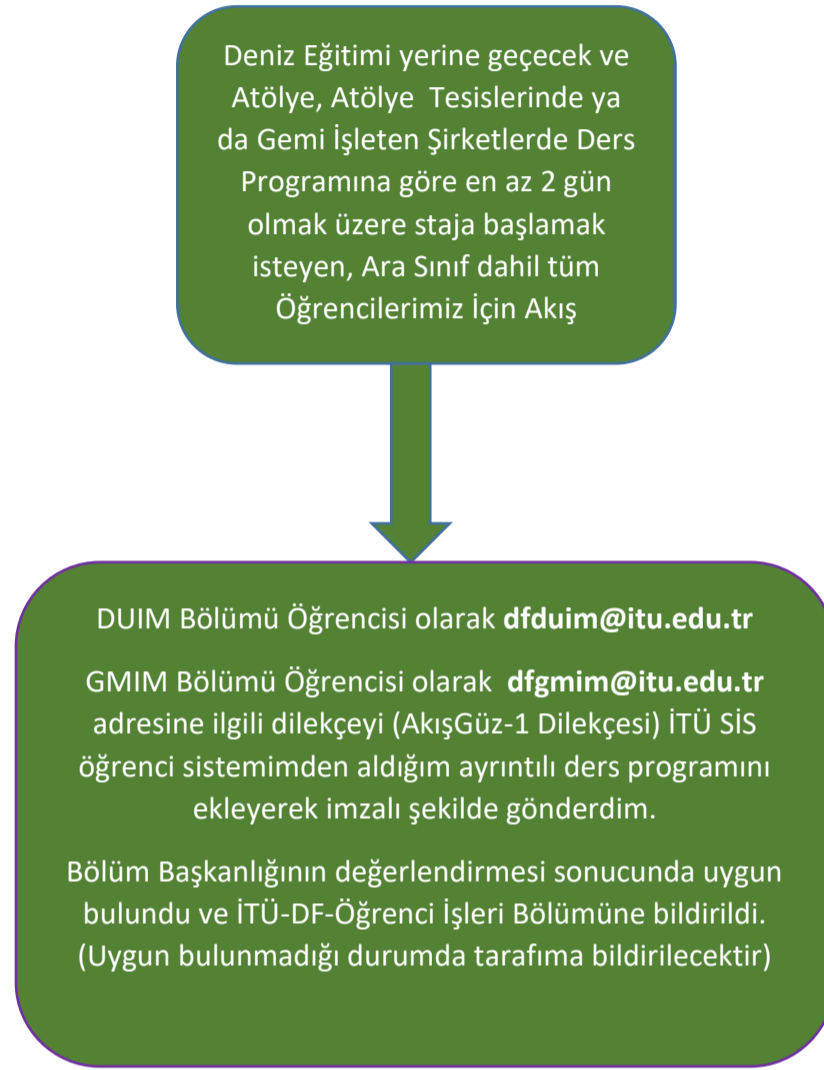 Deniz Eğitimi yerine geçecek ve
Atölye, Atölye Tesislerinde ya
da Gemi İşleten Şirketlerde Ders
Programına göre en az 2 gün
olmak üzere staja başlamak
isteyen, Ara Sınıf dahil tüm
Öğrencilerimiz İçin Akış
DUIM Bölümü Öğrencisi olarak dfduim@itu.edu.tr
GMIM Bölümü Öğrencisi olarak dfgmim@itu.edu.tr
adresine ilgili dilekçeyi (AkışGüz-1 Dilekçesi) İTÜ SİS
öğrenci sistemimden aldığım ayrıntılı ders programını
ekleyerek imzalı şekilde gönderdim.
Bölüm Başkanlığının değerlendirmesi sonucunda uygun
bulundu ve İTÜ-DF-Öğrenci İşleri Bölümüne bildirildi.
(Uygun bulunmadığı durumda tarafıma bildirilecektir)